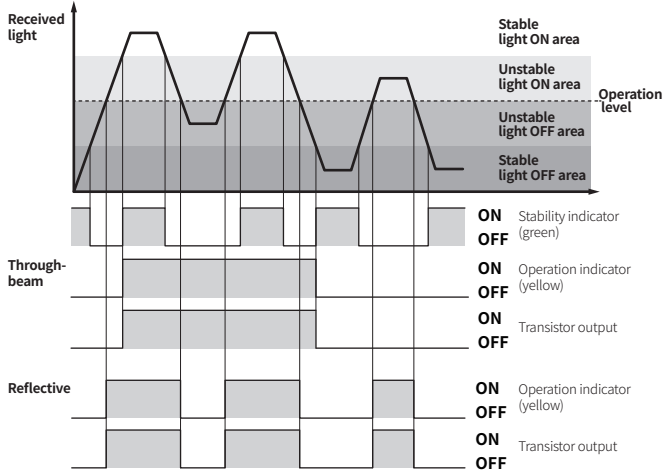 Received
light
Stable
light ON area
Unstable
light ON area
Operation
level
Unstable
light OFF area
Stable
light OFF area
ON
OFF
Stability indicator
(green)
Through-
beam
ON
OFF
Operation indicator
(yellow)
ON
OFF
Transistor output
Reflective
ON
OFF
Operation indicator
(yellow)
ON
OFF
Transistor output